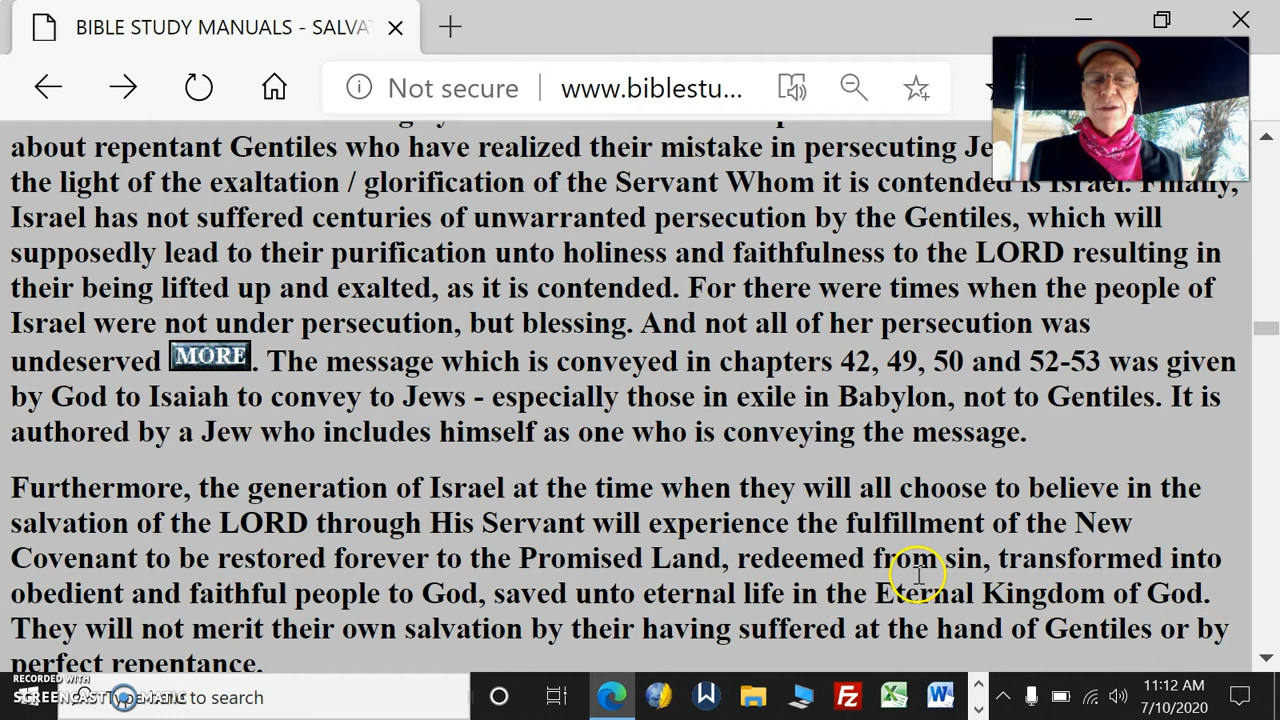 BIBLE STUDY MANUALS - SALVA
Not secure
www.biblestu...
about repentant Gentiles who have realized their mistake in persecuting Je
the light of the exaltation / glorification of the Servant Whom it is contended is Israel. Finally,
Israel has not suffered centuries of unwarranted persecution by the Gentiles, which will
supposedly lead to their purification unto holiness and faithfulness to the LORD resulting in
their being lifted up and exalted, as it is contended. For there were times when the people of
Israel were not under persecution, but blessing. And not all of her persecution was
undeserved MORE. The message which is conveyed in chapters 42, 49, 50 and 52-53 was given
by God to Isaiah to convey to Jews - especially those in exile in Babylon, not to Gentiles. It is
authored by a Jew who includes himself as one who is conveying the message.
Furthermore, the generation of Israel at the time when they will all choose to believe in the
salvation of the LORD through His Servant will experience the fulfillment of the New
Covenant to be restored forever to the Promised Land, redeemed from sin, transformed into
obedient and faithful people to God, saved unto eternal life in the Eternal Kingdom of God.
They will not merit their own salvation by their having suffered at the hand of Gentiles or by
perfect repentance.
RECORDED WITH
SCREENCAST MATIC
Type here to search
11:12 AM
7/10/2020